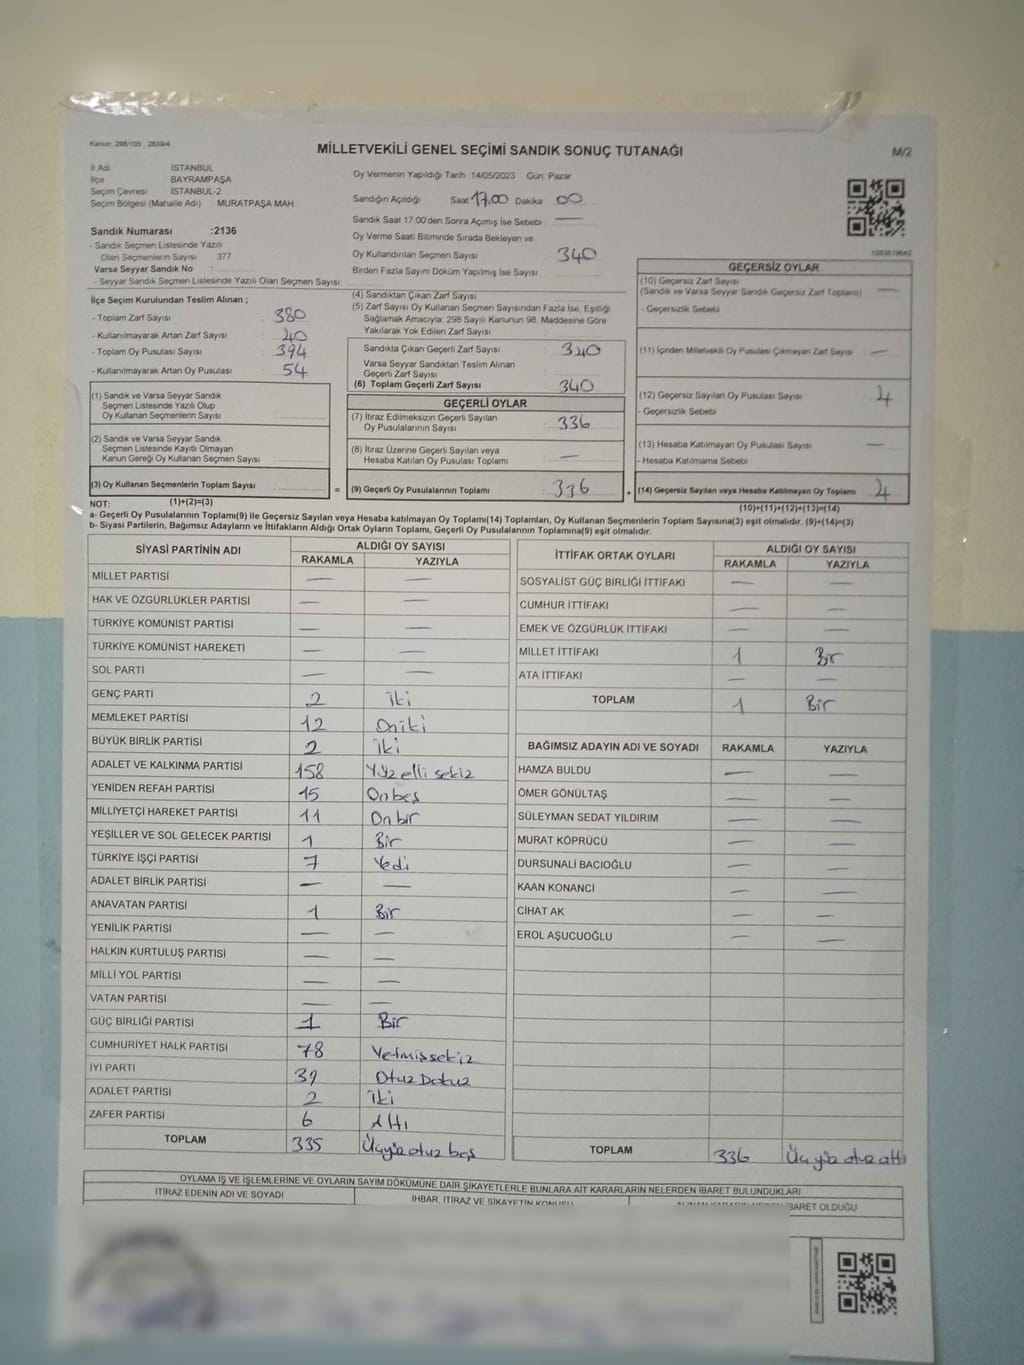 Kanun: 298/105 , 2839/4
MİLLETVEKİLİ GENEL SEÇİMİ SANDIK SONUÇ TUTANAĞI
M/2
İl Adı : İSTANBUL
İlçe : BAYRAMPAŞA
Seçim Çevresi : İSTANBUL-2
Seçim Bölgesi (Mahalle Adı) : MURATPAŞA MAH.
Oy Vermenin Yapıldığı Tarih :14/05/2023 Gün: Pazar
Sandığın Açıldığı Saat 17.00 Dakika 00
Sandık Saat 17.00'den Sonra Açılmış İse Sebebi : —
Oy Verme Saati Bitiminde Sırada Bekleyen ve
Oy Kullandırılan Seçmen Sayısı : 340
Birden Fazla Sayım Döküm Yapılmış İse Sayısı :
Sandık Numarası :2136
- Sandık Seçmen Listesinde Yazılı
Olan Seçmenlerin Sayısı : 377
Varsa Seyyar Sandık No :
- Seyyar Sandık Seçmen Listesinde Yazılı Olan Seçmen Sayısı :
İlçe Seçim Kurulundan Teslim Alınan ;
- Toplam Zarf Sayısı : 380
- Kullanılmayarak Artan Zarf Sayısı : 40
- Toplam Oy Pusulası Sayısı : 394
- Kullanılmayarak Artan Oy Pusulası : 54
(1) Sandık ve Varsa Seyyar Sandık
Seçmen Listesinde Yazılı Olup
Oy Kullanan Seçmenlerin Sayısı :
(2) Sandık ve Varsa Seyyar Sandık
Seçmen Listesinde Kayıtlı Olmayan
Kanun Gereği Oy Kullanan Seçmen Sayısı :
(3) Oy Kullanan Seçmenlerin Toplam Sayısı :
(1)+(2)=(3)
(4) Sandıktan Çıkan Zarf Sayısı :
(5) Zarf Sayısı Oy Kullanan Seçmen Sayısından Fazla İse, Eşitliği
Sağlamak Amacıyla; 298 Sayılı Kanunun 98. Maddesine Göre
Yakılarak Yok Edilen Zarf Sayısı :
Sandıkta Çıkan Geçerli Zarf Sayısı : 340
Varsa Seyyar Sandıktan Teslim Alınan
Geçerli Zarf Sayısı :
(6) Toplam Geçerli Zarf Sayısı : 340
GEÇERLİ OYLAR
(7) İtiraz Edilmeksizin Geçerli Sayılan
Oy Pusulalarının Sayısı : 336
(8) İtiraz Üzerine Geçerli Sayılan veya
Hesaba Katılan Oy Pusulası Toplamı : —
= (9) Geçerli Oy Pusulalarının Toplamı : 336 +
GEÇERSİZ OYLAR
(10) Geçersiz Zarf Sayısı
(Sandık ve Varsa Seyyar Sandık Geçersiz Zarf Toplamı) : —
- Geçersizlik Sebebi :
(11) İçinden Milletvekili Oy Pusulası Çıkmayan Zarf Sayısı : —
(12) Geçersiz Sayılan Oy Pusulası Sayısı : 4
- Geçersizlik Sebebi :
(13) Hesaba Katılmayan Oy Pusulası Sayısı : —
- Hesaba Katılmama Sebebi :
(14) Geçersiz Sayılan veya Hesaba Katılmayan Oy Toplamı : 4
(10)+(11)+(12)+(13)=(14)
NOT:
a- Geçerli Oy Pusulalarının Toplamı(9) ile Geçersiz Sayılan veya Hesaba katılmayan Oy Toplamı(14) Toplamları, Oy Kullanan Seçmenlerin Toplam Sayısına(3) eşit olmalıdır. (9)+(14)=(3)
b- Siyasi Partilerin, Bağımsız Adayların ve İttifakların Aldığı Ortak Oyların Toplamı, Geçerli Oy Pusulalarının Toplamına(9) eşit olmalıdır.
SİYASİ PARTİNİN ADI ALDIĞI OY SAYISI
RAKAMLA YAZIYLA
MİLLET PARTİSİ — —
HAK VE ÖZGÜRLÜKLER PARTİSİ — —
TÜRKİYE KOMÜNİST PARTİSİ — —
TÜRKİYE KOMÜNİST HAREKETİ — —
SOL PARTİ — —
GENÇ PARTİ 2 İki
MEMLEKET PARTİSİ 12 Oniki
BÜYÜK BİRLİK PARTİSİ 2 İki
ADALET VE KALKINMA PARTİSİ 158 Yüzellisekiz
YENİDEN REFAH PARTİSİ 15 Onbeş
MİLLİYETÇİ HAREKET PARTİSİ 11 Onbir
YEŞİLLER VE SOL GELECEK PARTİSİ 1 Bir
TÜRKİYE İŞÇİ PARTİSİ 7 Yedi
ADALET BİRLİK PARTİSİ — —
ANAVATAN PARTİSİ 1 Bir
YENİLİK PARTİSİ — —
HALKIN KURTULUŞ PARTİSİ — —
MİLLİ YOL PARTİSİ — —
VATAN PARTİSİ — —
GÜÇ BİRLİĞİ PARTİSİ 1 Bir
CUMHURİYET HALK PARTİSİ 78 Yetmişsekiz
İYİ PARTİ 39 Otuz Dokuz
ADALET PARTİSİ 2 İki
ZAFER PARTİSİ 6 Altı
TOPLAM 335 Üçyüz otuz beş
İTTİFAK ORTAK OYLARI ALDIĞI OY SAYISI
RAKAMLA YAZIYLA
SOSYALİST GÜÇ BİRLİĞİ İTTİFAKI — —
CUMHUR İTTİFAKI — —
EMEK VE ÖZGÜRLÜK İTTİFAKI — —
MİLLET İTTİFAKI 1 Bir
ATA İTTİFAKI — —
TOPLAM 1 Bir
BAĞIMSIZ ADAYIN ADI VE SOYADI RAKAMLA YAZIYLA
HAMZA BULDU — —
ÖMER GÖNÜLTAŞ — —
SÜLEYMAN SEDAT YILDIRIM — —
MURAT KÖPRÜCÜ — —
DURSUNALİ BACIOĞLU — —
KAAN KONANCİ — —
CİHAT AK — —
EROL AŞUCUOĞLU — —
TOPLAM 336 Üçyüz otuz altı
OYLAMA İŞ VE İŞLEMLERİNE VE OYLARIN SAYIM DÖKÜMÜNE DAİR ŞİKAYETLERLE BUNLARA AİT KARARLARIN NELERDEN İBARET BULUNDUKLARI
İTİRAZ EDENİN ADI VE SOYADI
İHBAR, İTİRAZ VE ŞİKAYETİN KONUSU
ALINAN KARARIN NEDEN İBARET OLDUĞU